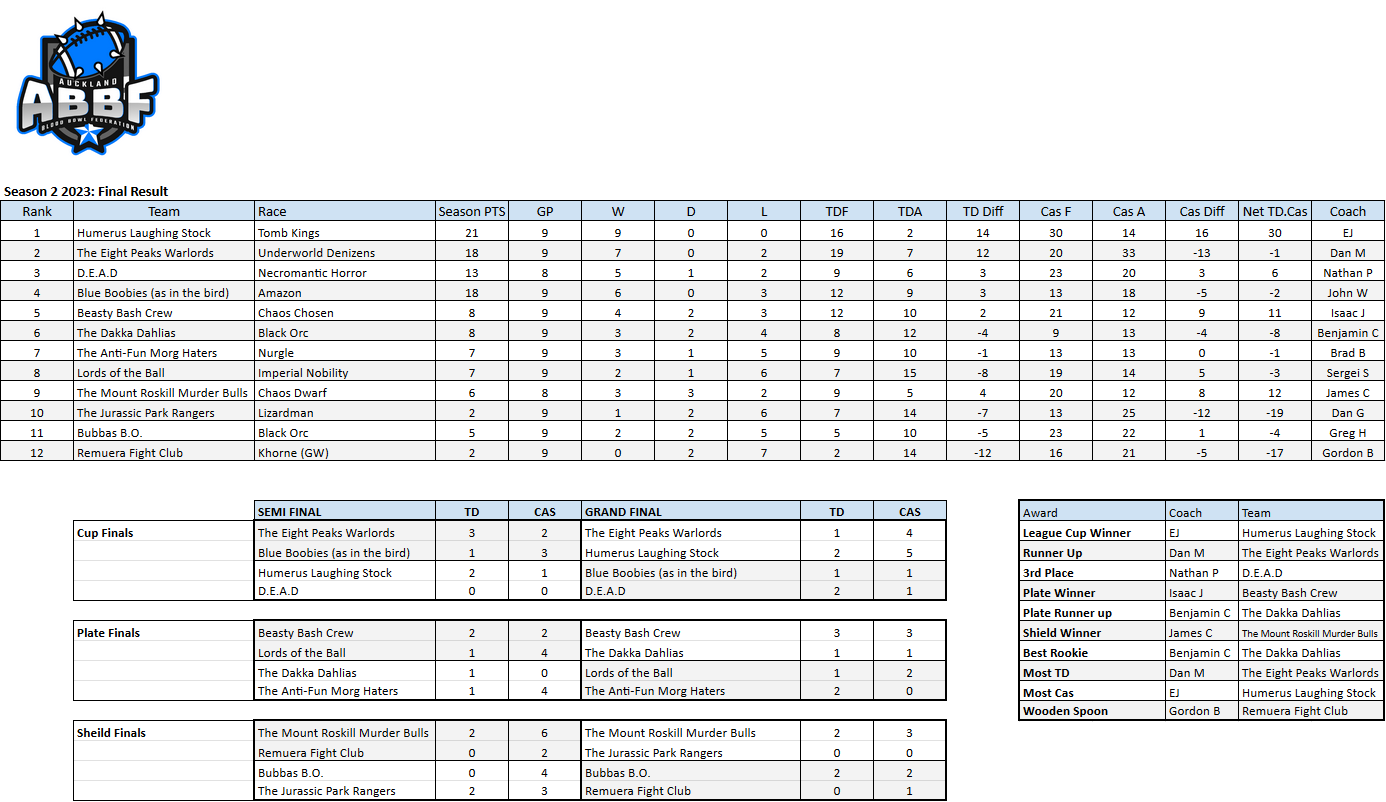 AUCKLAND
ABBF
BLOOD BOWL FEDERATION
Season 2 2023: Final Result
Rank Team Race Season PTS GP W D L TDF TDA TD Diff Cas F Cas A Cas Diff Net TD.Cas Coach
1 Humerus Laughing Stock Tomb Kings 21 9 9 0 0 16 2 14 30 14 16 30 EJ
2 The Eight Peaks Warlords Underworld Denizens 18 9 7 0 2 19 7 12 20 33 -13 -1 Dan M
3 D.E.A.D Necromantic Horror 13 8 5 1 2 9 6 3 23 20 3 6 Nathan P
4 Blue Boobies (as in the bird) Amazon 18 9 6 0 3 12 9 3 13 18 -5 -2 John W
5 Beasty Bash Crew Chaos Chosen 8 9 4 2 3 12 10 2 21 12 9 11 Isaac J
6 The Dakka Dahlias Black Orc 8 9 3 2 4 8 12 -4 9 13 -4 -8 Benjamin C
7 The Anti-Fun Morg Haters Nurgle 7 9 3 1 5 9 10 -1 13 13 0 -1 Brad B
8 Lords of the Ball Imperial Nobility 7 9 2 1 6 7 15 -8 19 14 5 -3 Sergei S
9 The Mount Roskill Murder Bulls Chaos Dwarf 6 8 3 3 2 9 5 4 20 12 8 12 James C
10 The Jurassic Park Rangers Lizardman 2 9 1 2 6 7 14 -7 13 25 -12 -19 Dan G
11 Bubbas B.O. Black Orc 5 9 2 2 5 5 10 -5 23 22 1 -4 Greg H
12 Remuera Fight Club Khorne (GW) 2 9 0 2 7 2 14 -12 16 21 -5 -17 Gordon B
SEMI FINAL TD CAS GRAND FINAL TD CAS
Cup Finals The Eight Peaks Warlords 3 2 The Eight Peaks Warlords 1 4
Blue Boobies (as in the bird) 1 3 Humerus Laughing Stock 2 5
Humerus Laughing Stock 2 1 Blue Boobies (as in the bird) 1 1
D.E.A.D 0 0 D.E.A.D 2 1
Plate Finals Beasty Bash Crew 2 2 Beasty Bash Crew 3 3
Lords of the Ball 1 4 The Dakka Dahlias 1 1
The Dakka Dahlias 1 0 Lords of the Ball 1 2
The Anti-Fun Morg Haters 1 4 The Anti-Fun Morg Haters 2 0
Sheild Finals The Mount Roskill Murder Bulls 2 6 The Mount Roskill Murder Bulls 2 3
Remuera Fight Club 0 2 The Jurassic Park Rangers 0 0
Bubbas B.O. 0 4 Bubbas B.O. 2 2
The Jurassic Park Rangers 2 3 Remuera Fight Club 0 1
Award Coach Team
League Cup Winner EJ Humerus Laughing Stock
Runner Up Dan M The Eight Peaks Warlords
3rd Place Nathan P D.E.A.D
Plate Winner Isaac J Beasty Bash Crew
Plate Runner up Benjamin C The Dakka Dahlias
Shield Winner James C The Mount Roskill Murder Bulls
Best Rookie Benjamin C The Dakka Dahlias
Most TD Dan M The Eight Peaks Warlords
Most Cas EJ Humerus Laughing Stock
Wooden Spoon Gordon B Remuera Fight Club